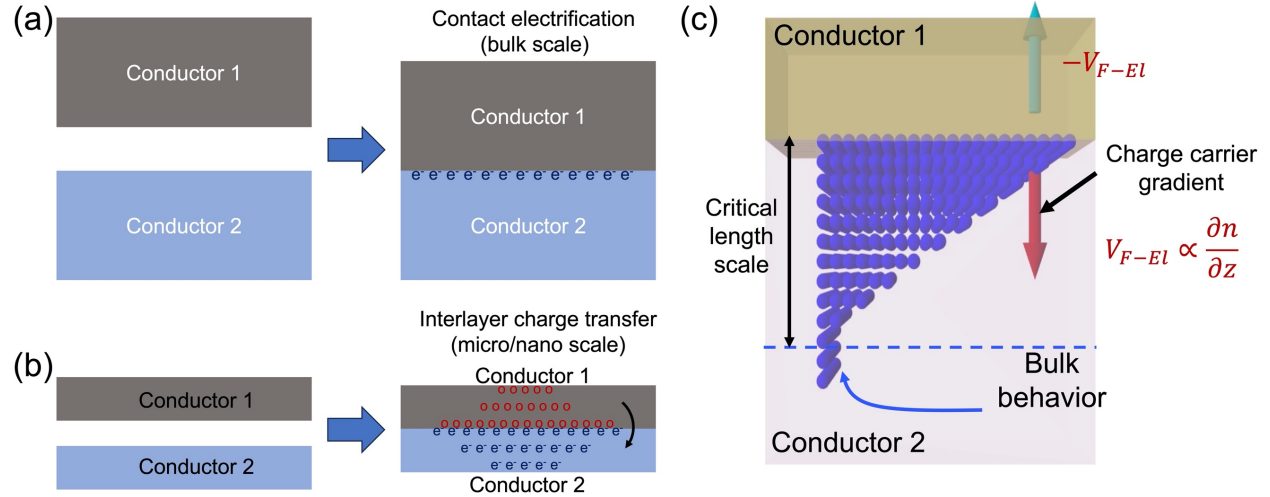 (a)
Conductor 1
Conductor 2
Contact electrification
(bulk scale)
Conductor 1
e⁻ e⁻ e⁻ e⁻ e⁻ e⁻ e⁻ e⁻ e⁻ e⁻ e⁻ e⁻ e⁻
Conductor 2
(b)
Conductor 1
Conductor 2
Interlayer charge transfer
(micro/nano scale)
Conductor 1
o o o o o
o o o o o o o o
o o o o o o o o o o o o o o o
e⁻ e⁻ e⁻ e⁻ e⁻ e⁻ e⁻ e⁻ e⁻ e⁻ e⁻
e⁻ e⁻ e⁻ e⁻ e⁻ e⁻ e⁻ e⁻
e⁻ e⁻ e⁻ e⁻ e⁻
Conductor 2
(c)
Conductor 1
−V_{F−El}
Charge carrier
gradient
Critical
length
scale
V_{F−El} ∝ ∂n/∂z
Bulk
behavior
Conductor 2